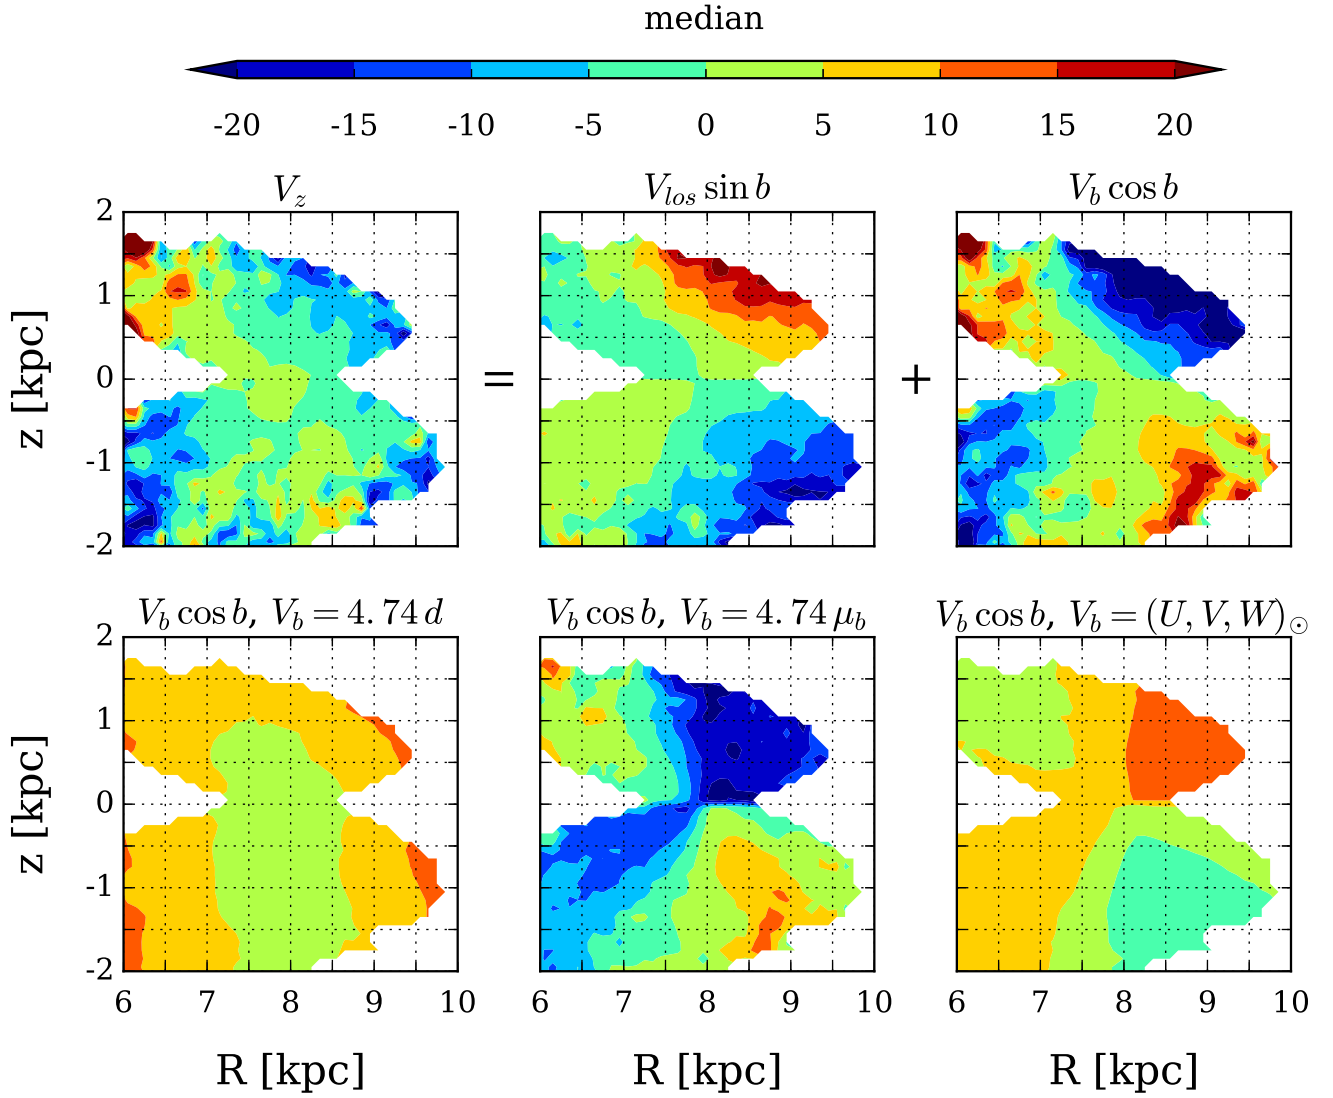 median
-20 -15 -10 -5 0 5 10 15 20
V_z V_{los} sin b V_b cos b
2
1
0
-1
-2
z [kpc]
= +
V_b cos b, V_b = 4.74 d V_b cos b, V_b = 4.74 μ_b V_b cos b, V_b = (U, V, W)_⊙
2
1
0
-1
-2
z [kpc]
6 7 8 9 10 6 7 8 9 10 6 7 8 9 10
R [kpc] R [kpc] R [kpc]